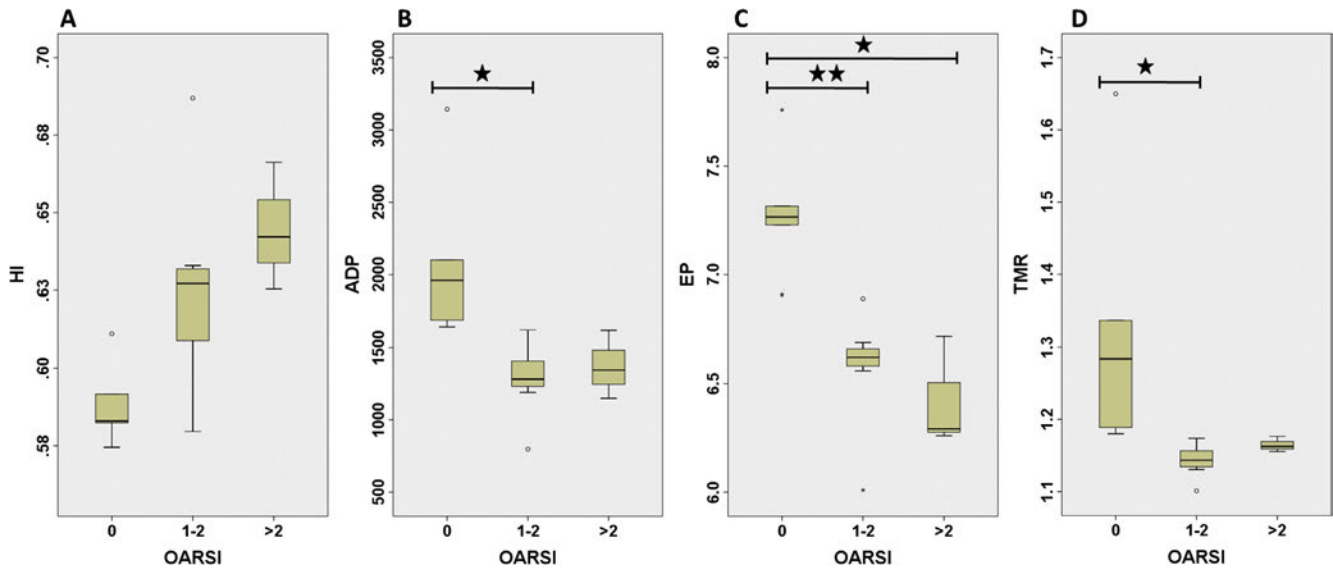 A
HI
.70
.68
.65
.63
.60
.58
0 1-2 >2
OARSI
B
ADP
3500
3000
2500
2000
1500
1000
500
0 1-2 >2
OARSI
C
EP
8.0
7.5
7.0
6.5
6.0
0 1-2 >2
OARSI
D
TMR
1.7
1.6
1.5
1.4
1.3
1.2
1.1
0 1-2 >2
OARSI